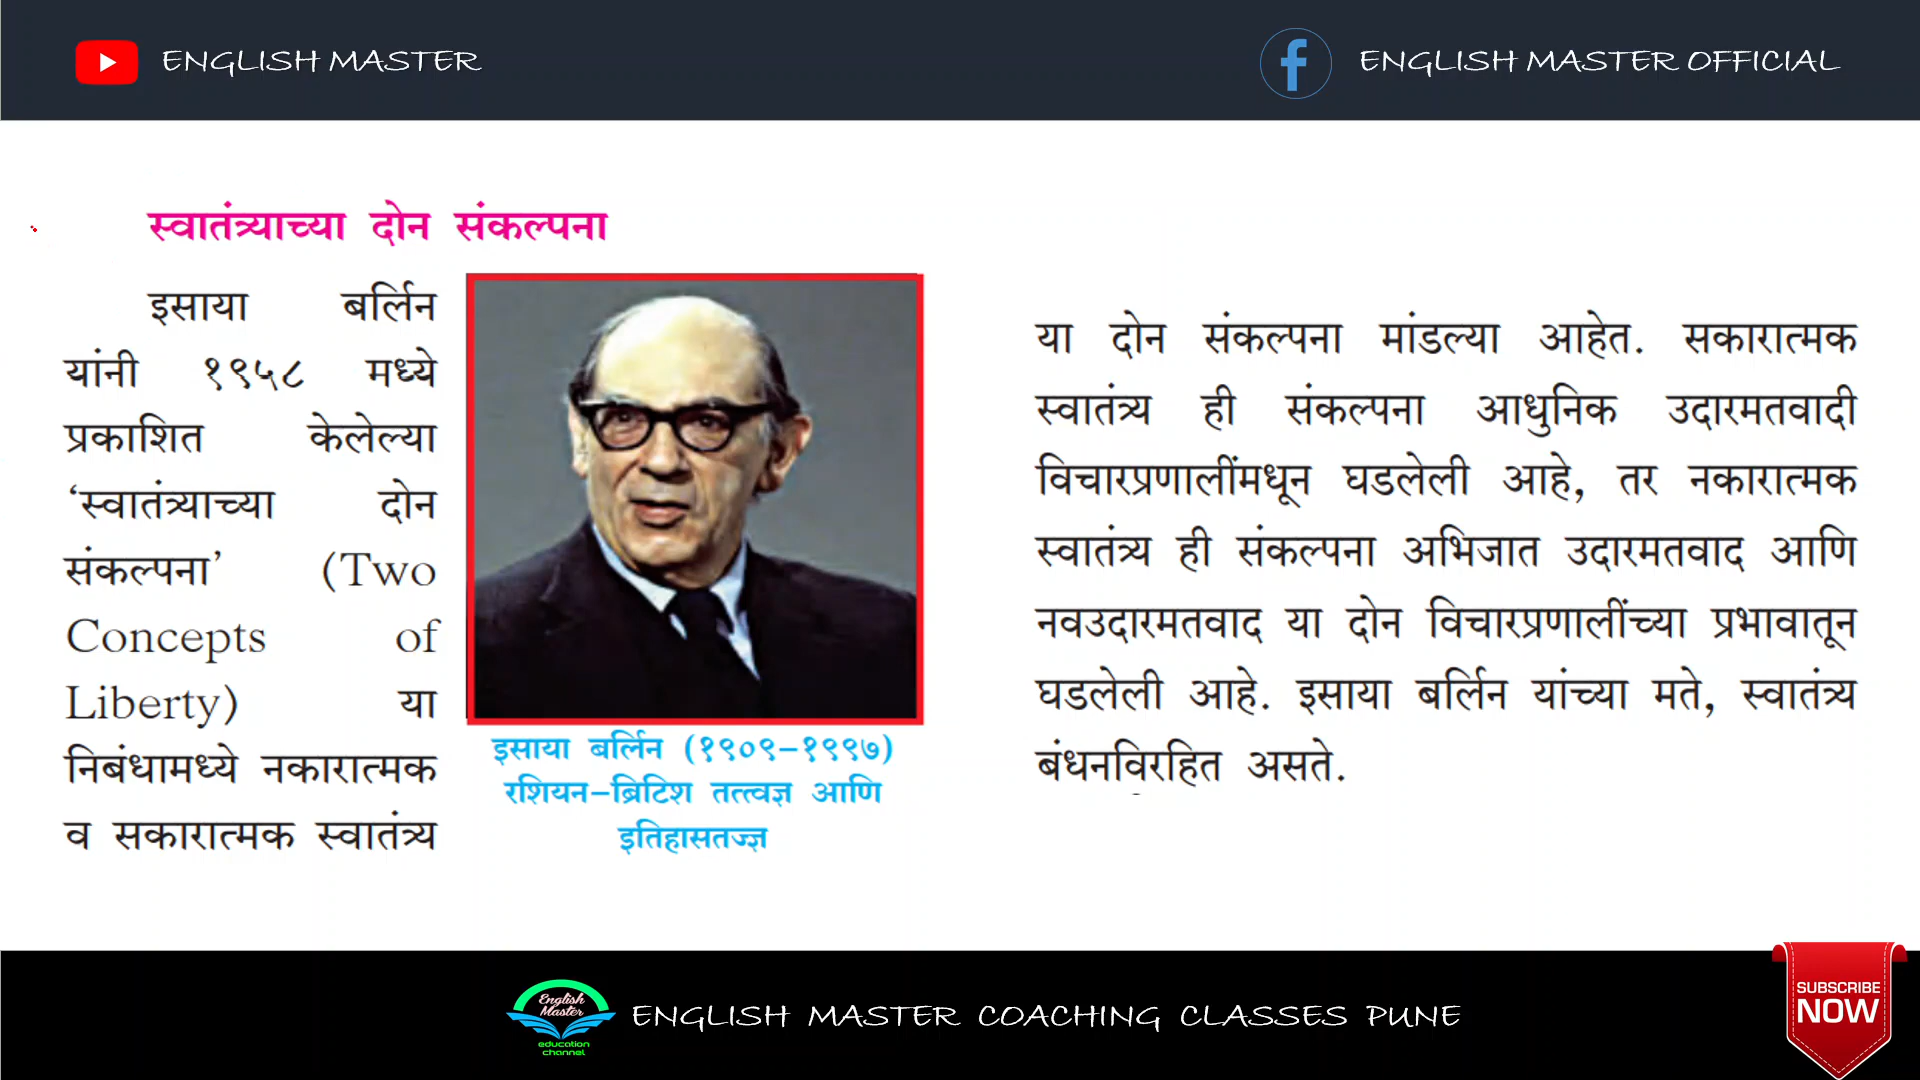 ENGLISH MASTER
ENGLISH MASTER OFFICIAL
स्वातंत्र्याच्या दोन संकल्पना
इसाया बर्लिन
यांनी १९५८ मध्ये
प्रकाशित केलेल्या
‘स्वातंत्र्याच्या दोन
संकल्पना’ (Two
Concepts of
Liberty) या
निबंधामध्ये नकारात्मक
व सकारात्मक स्वातंत्र्य
इसाया बर्लिन (१९०९–१९९७)
रशियन–ब्रिटिश तत्त्वज्ञ आणि
इतिहासतज्ज्ञ
या दोन संकल्पना मांडल्या आहेत. सकारात्मक
स्वातंत्र्य ही संकल्पना आधुनिक उदारमतवादी
विचारप्रणालींमधून घडलेली आहे, तर नकारात्मक
स्वातंत्र्य ही संकल्पना अभिजात उदारमतवाद आणि
नवउदारमतवाद या दोन विचारप्रणालींच्या प्रभावातून
घडलेली आहे. इसाया बर्लिन यांच्या मते, स्वातंत्र्य
बंधनविरहित असते.
English
Master
education
channel
ENGLISH MASTER COACHING CLASSES PUNE
SUBSCRIBE
NOW